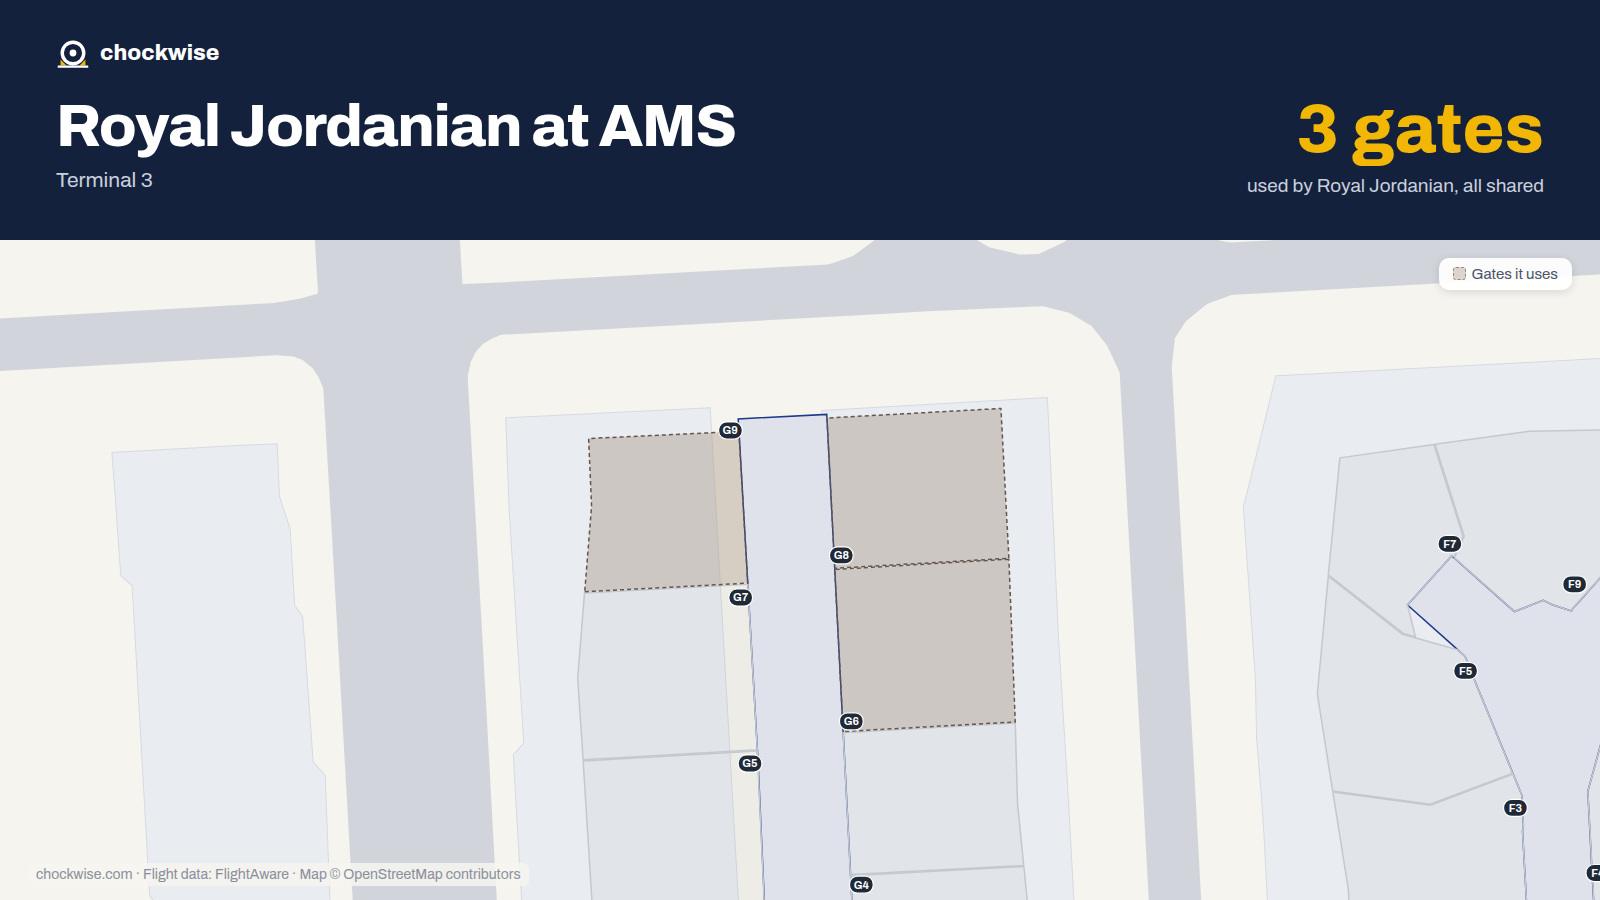 chockwise
Royal Jordanian at AMS
Terminal 3
3 gates
used by Royal Jordanian, all shared
Gates it uses
G9
G8
G7
G6
G5
G4
F7
F9
F5
F3
chockwise.com · Flight data: FlightAware · Map © OpenStreetMap contributors